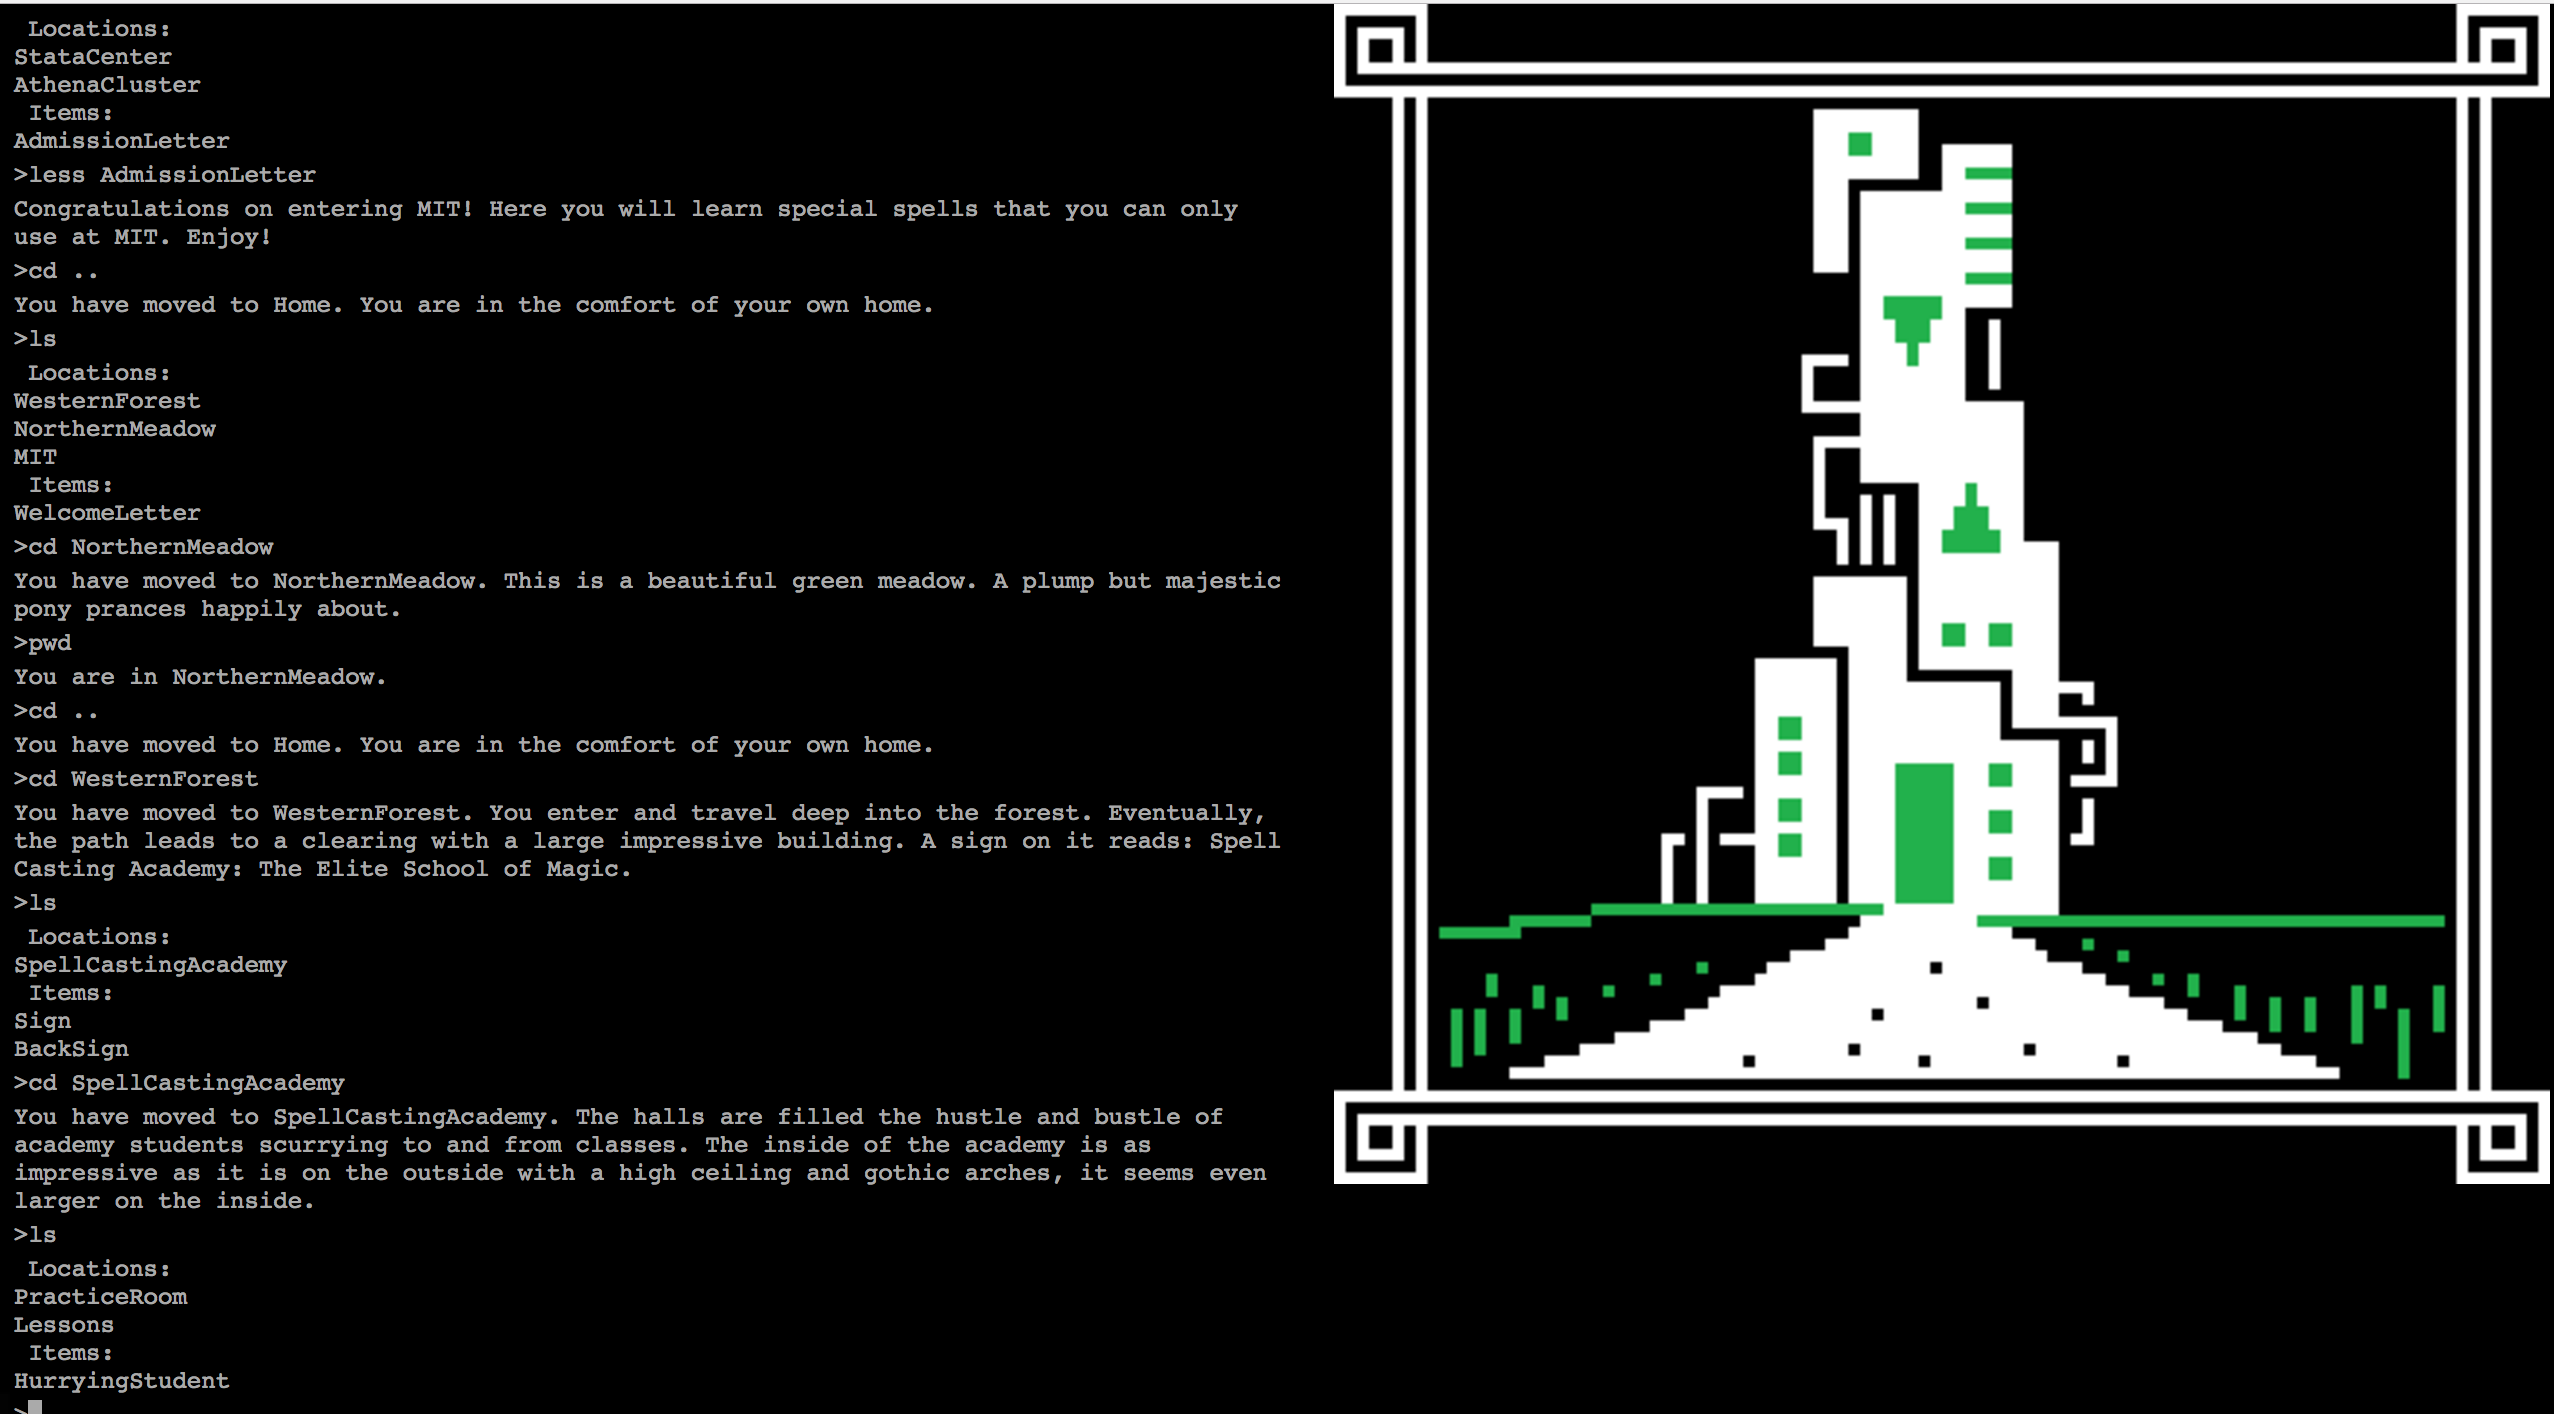 Locations:
StataCenter
AthenaCluster
Items:
AdmissionLetter
>less AdmissionLetter
Congratulations on entering MIT! Here you will learn special spells that you can only
use at MIT. Enjoy!
>cd ..
You have moved to Home. You are in the comfort of your own home.
>ls
Locations:
WesternForest
NorthernMeadow
MIT
Items:
WelcomeLetter
>cd NorthernMeadow
You have moved to NorthernMeadow. This is a beautiful green meadow. A plump but majestic
pony prances happily about.
>pwd
You are in NorthernMeadow.
>cd ..
You have moved to Home. You are in the comfort of your own home.
>cd WesternForest
You have moved to WesternForest. You enter and travel deep into the forest. Eventually,
the path leads to a clearing with a large impressive building. A sign on it reads: Spell
Casting Academy: The Elite School of Magic.
>ls
Locations:
SpellCastingAcademy
Items:
Sign
BackSign
>cd SpellCastingAcademy
You have moved to SpellCastingAcademy. The halls are filled the hustle and bustle of
academy students scurrying to and from classes. The inside of the academy is as
impressive as it is on the outside with a high ceiling and gothic arches, it seems even
larger on the inside.
>ls
Locations:
PracticeRoom
Lessons
Items:
HurryingStudent
>